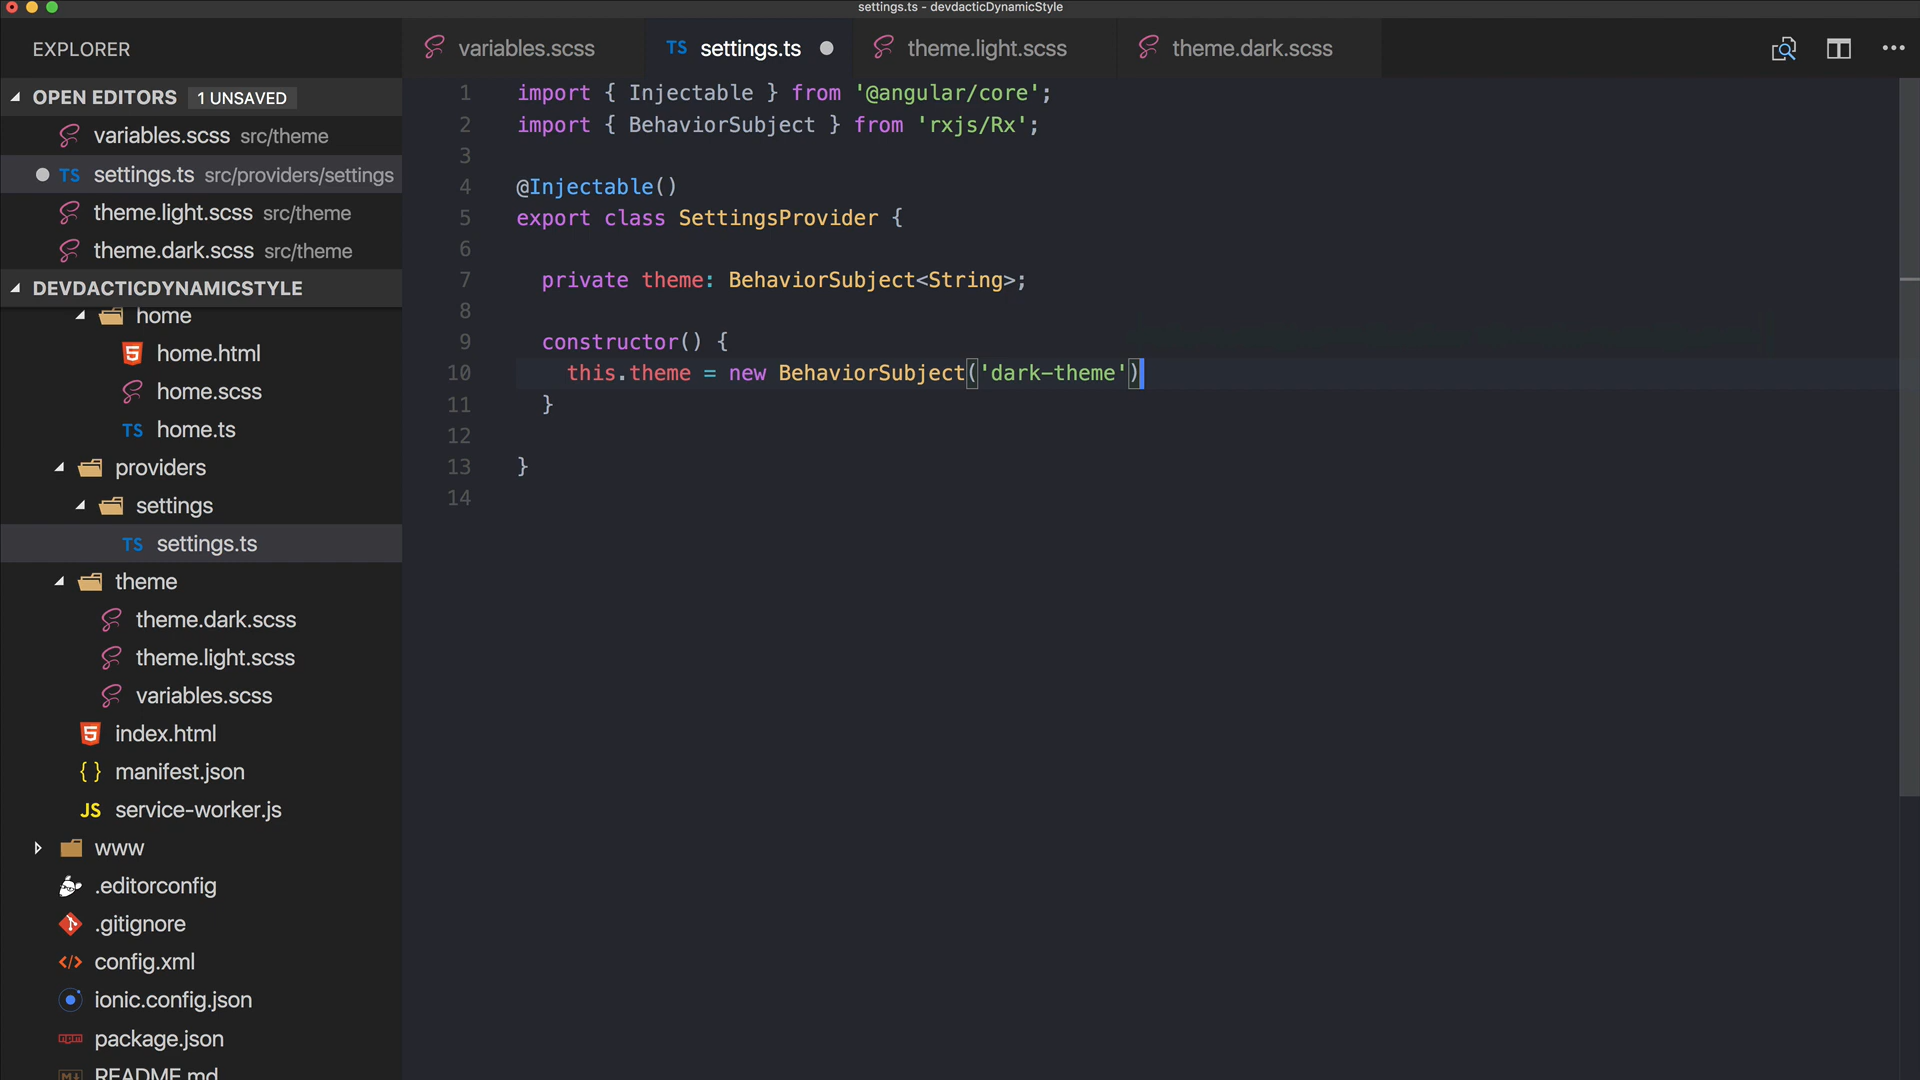 settings.ts - devdacticDynamicStyle
EXPLORER
variables.scss
TS settings.ts
theme.light.scss
theme.dark.scss
OPEN EDITORS 1 UNSAVED
variables.scss src/theme
TS settings.ts src/providers/settings
theme.light.scss src/theme
theme.dark.scss src/theme
DEVDACTICDYNAMICSTYLE
home
home.html
home.scss
TS home.ts
providers
settings
TS settings.ts
theme
theme.dark.scss
theme.light.scss
variables.scss
index.html
{ } manifest.json
JS service-worker.js
www
.editorconfig
.gitignore
</> config.xml
ionic.config.json
package.json
README.md
1 import { Injectable } from '@angular/core';
2 import { BehaviorSubject } from 'rxjs/Rx';
3
4 @Injectable()
5 export class SettingsProvider {
6
7 private theme: BehaviorSubject<String>;
8
9 constructor() {
10 this.theme = new BehaviorSubject('dark-theme')
11 }
12
13 }
14